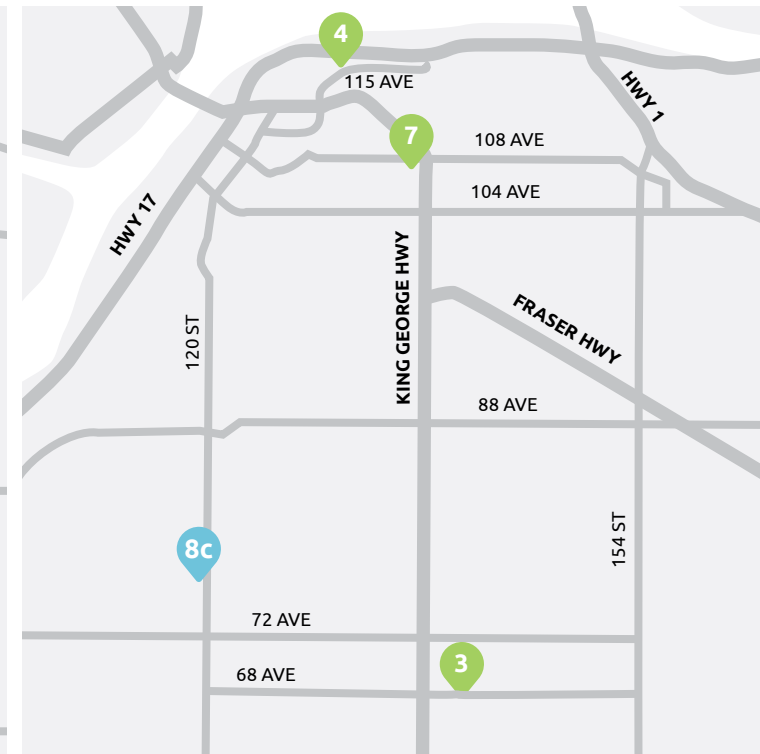 4
115 AVE
HWY 1
7
108 AVE
104 AVE
HWY 17
KING GEORGE HWY
FRASER HWY
120 ST
88 AVE
154 ST
8c
72 AVE
3
68 AVE